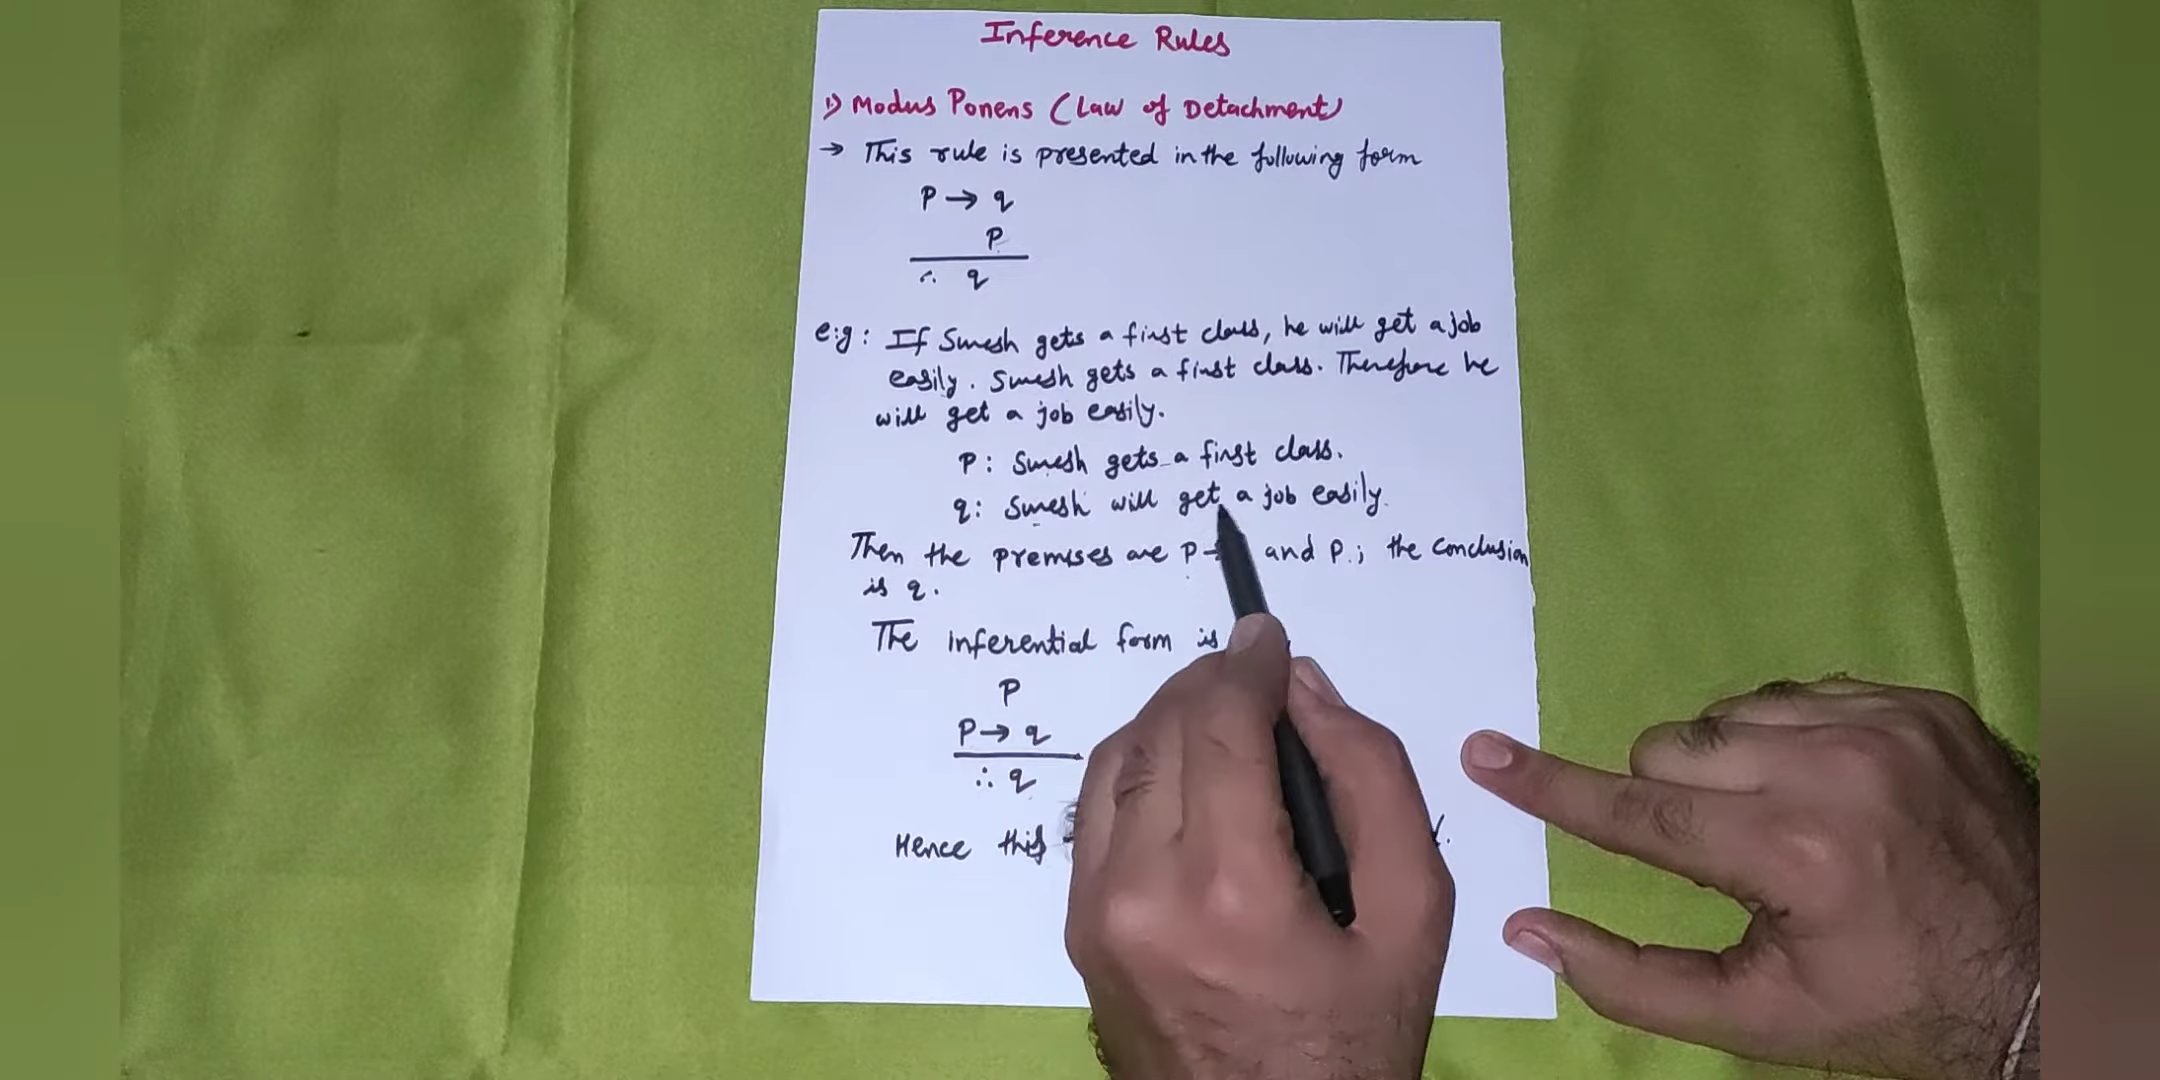 Inference Rules
1) Modus Ponens (Law of Detachment)
→ This rule is presented in the following form
P → q
P
∴ q
e.g: If Suresh gets a first class, he will get a job
easily. Suresh gets a first class. Therefore he
will get a job easily.
P: Suresh gets a first class.
q: Suresh will get a job easily.
Then the premises are P → and P.; the conclusion
is q.
The inferential form is
P
P → q
∴ q
Hence this